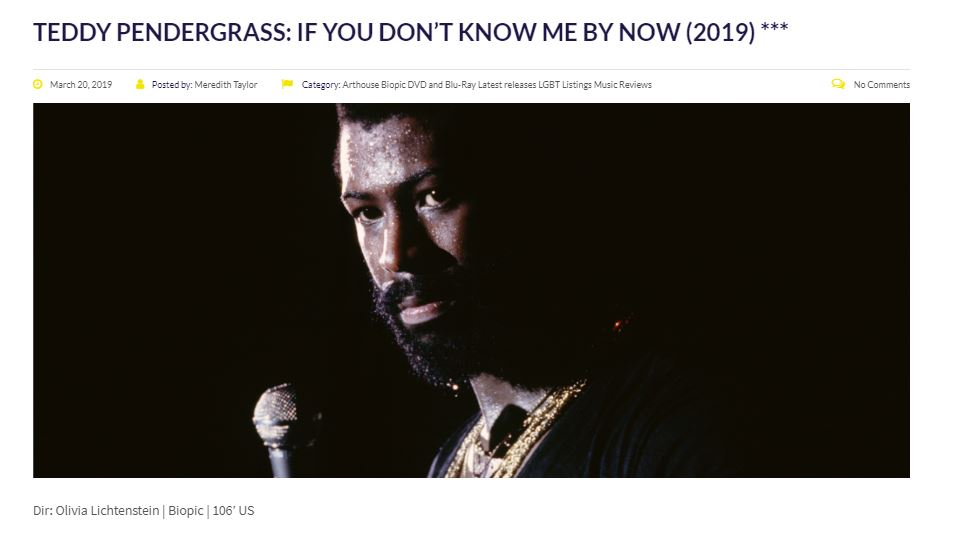 TEDDY PENDERGRASS: IF YOU DON’T KNOW ME BY NOW (2019) ***
March 20, 2019 Posted by: Meredith Taylor Category: Arthouse Biopic DVD and Blu-Ray Latest releases LGBT Listings Music Reviews No Comments
Dir: Olivia Lichtenstein | Biopic | 106’ US